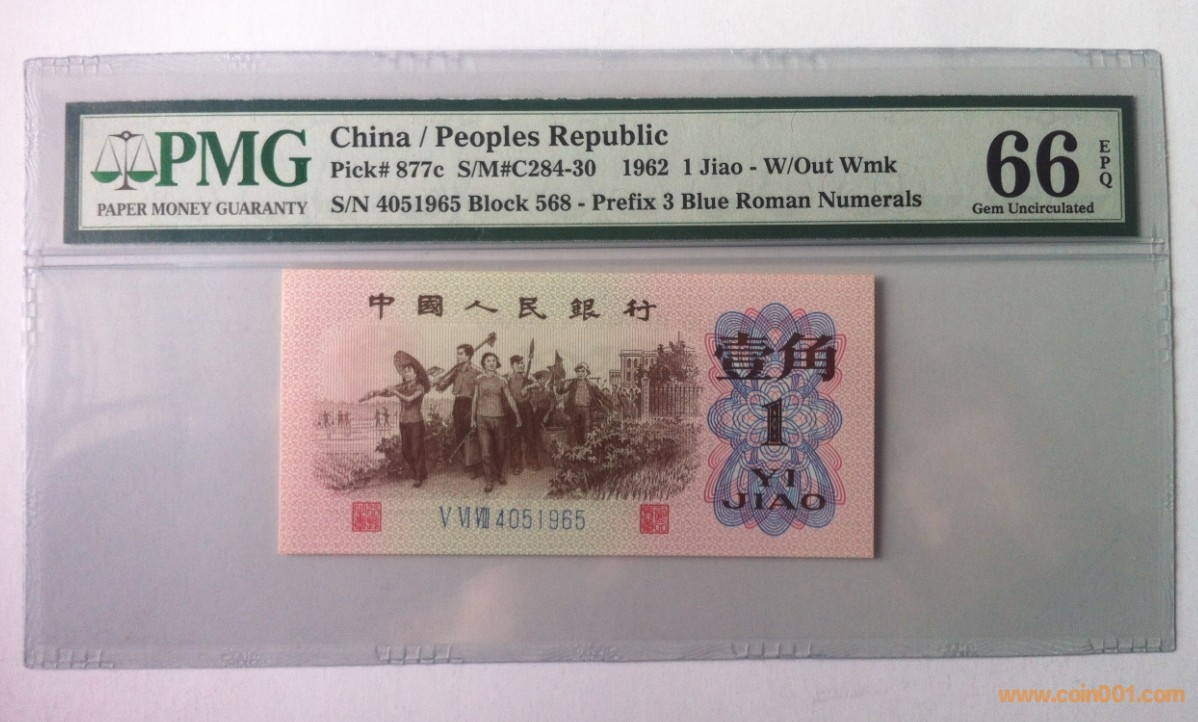 PMG
PAPER MONEY GUARANTY
China / Peoples Republic
Pick# 877c S/M#C284-30 1962 1 Jiao - W/Out Wmk
S/N 4051965 Block 568 - Prefix 3 Blue Roman Numerals
66
EPQ
Gem Uncirculated
中國人民銀行
壹角
1
YI
JIAO
V VI VIII 4051965
www.coin001.com